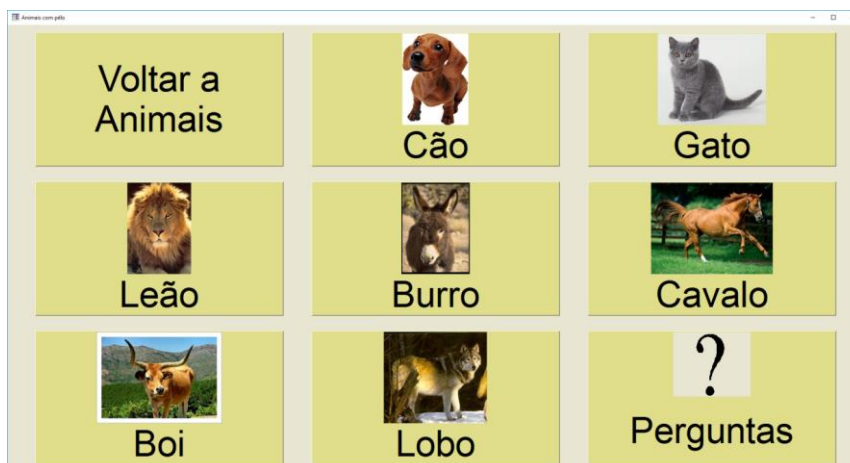 Animais com pêlo
Voltar a
Animais
Cão
Gato
Leão
Burro
Cavalo
Boi
Lobo
?
Perguntas